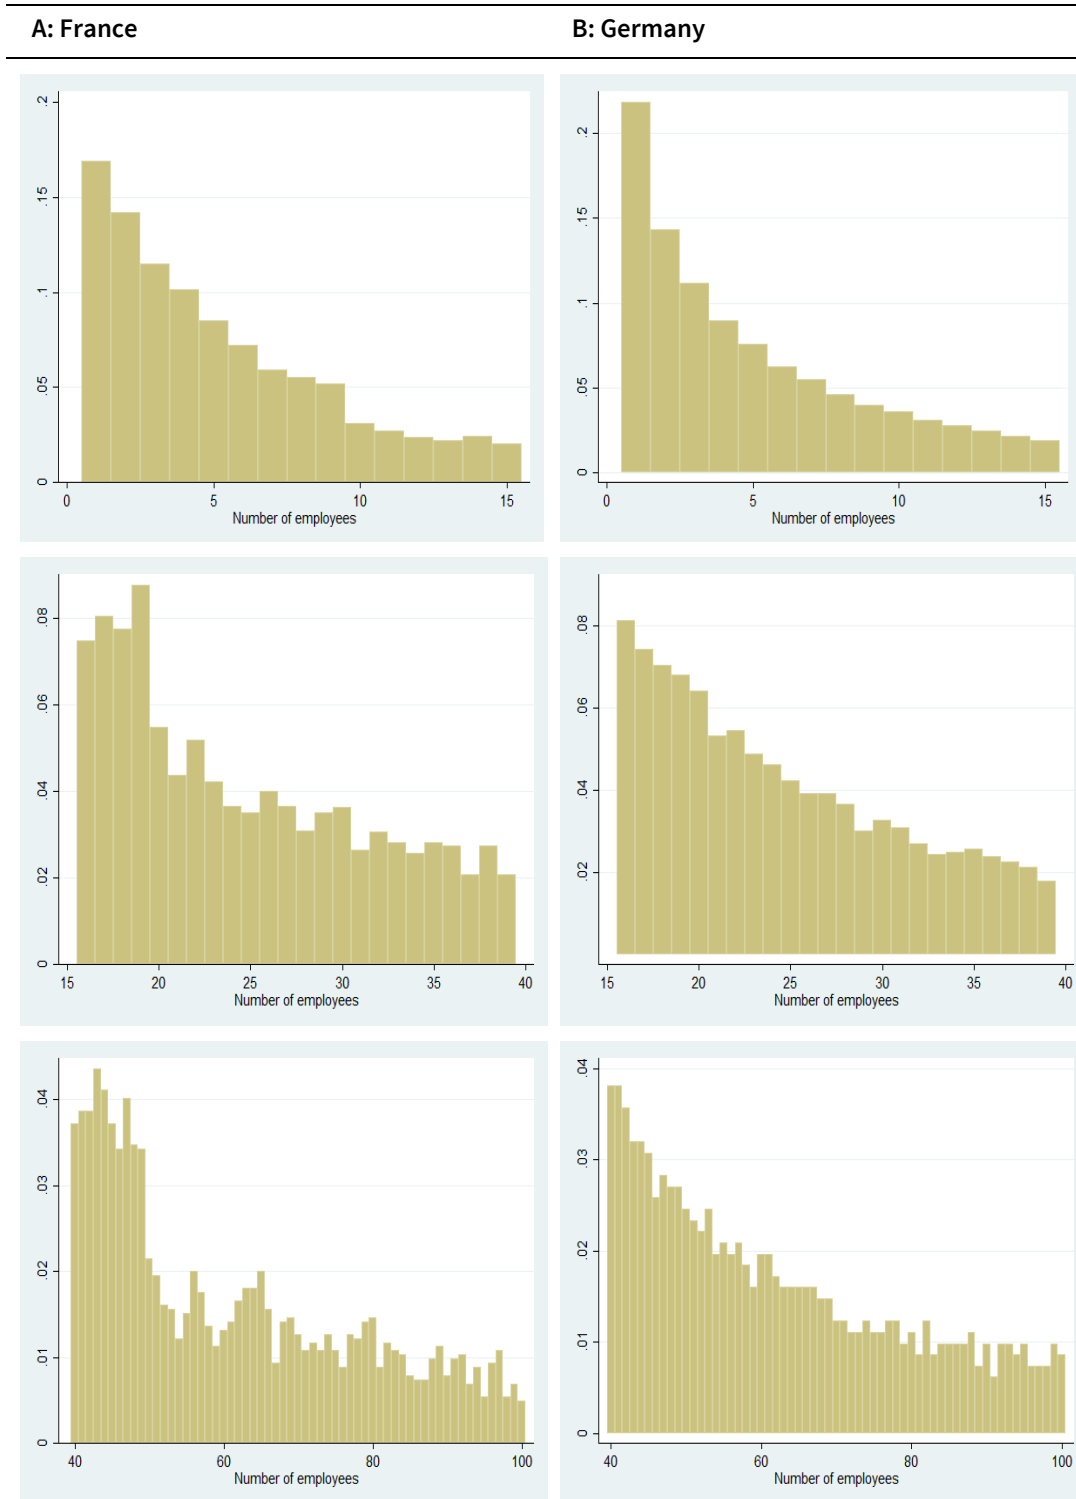 A: France
B: Germany
.2
.15
.1
.05
0
0 5 10 15
Number of employees
.2
.15
.1
.05
0
0 5 10 15
Number of employees
.08
.06
.04
.02
0
15 20 25 30 35 40
Number of employees
.08
.06
.04
.02
15 20 25 30 35 40
Number of employees
.04
.03
.02
.01
0
40 60 80 100
Number of employees
.04
.03
.02
.01
0
40 60 80 100
Number of employees